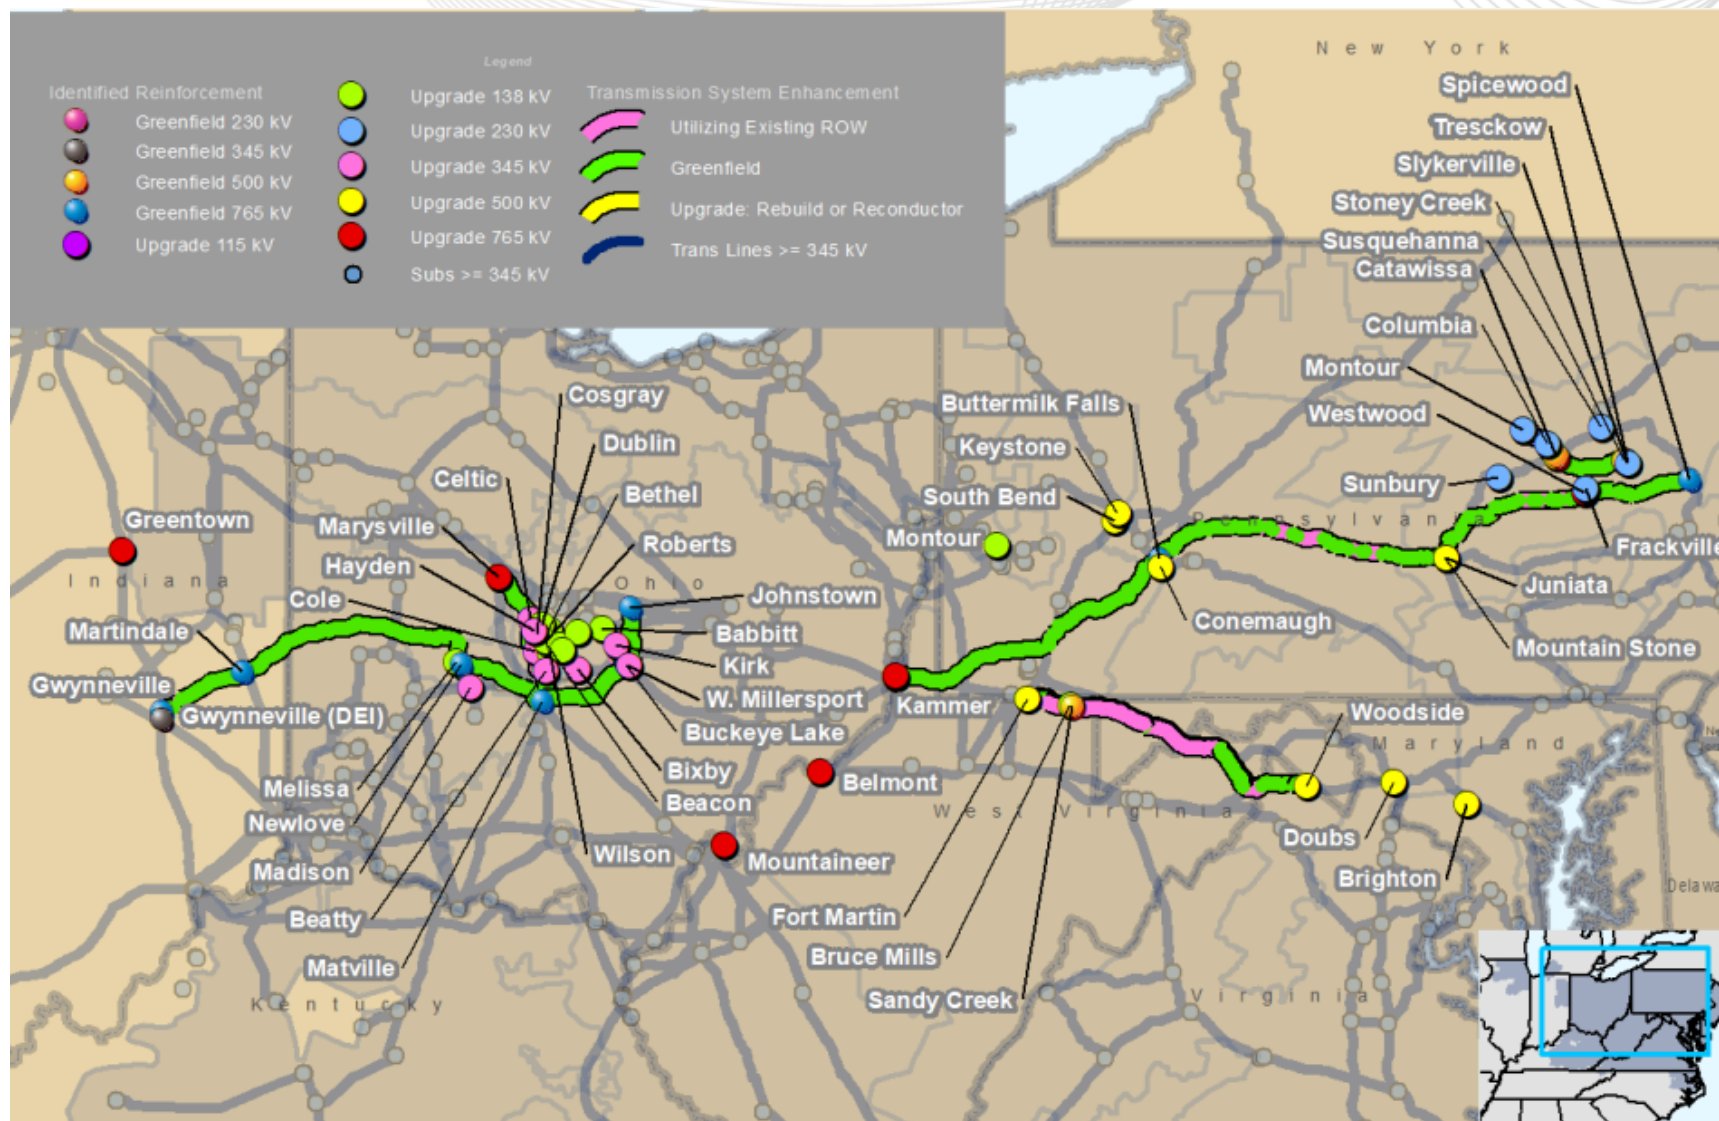 Legend
Identified Reinforcement
Greenfield 230 kV
Greenfield 345 kV
Greenfield 500 kV
Greenfield 765 kV
Upgrade 115 kV
Upgrade 138 kV
Upgrade 230 kV
Upgrade 345 kV
Upgrade 500 kV
Upgrade 765 kV
Subs >= 345 kV
Transmission System Enhancement
Utilizing Existing ROW
Greenfield
Upgrade: Rebuild or Reconductor
Trans Lines >= 345 kV
New York
Spicewood
Tresckow
Slykerville
Stoney Creek
Susquehanna
Catawissa
Columbia
Montour
Westwood
Sunbury
Frackville
Pennsylvania
Juniata
Mountain Stone
Buttermilk Falls
Keystone
South Bend
Montour
Conemaugh
Cosgray
Dublin
Celtic
Bethel
Marysville
Roberts
Hayden
Ohio
Cole
Johnstown
Babbitt
Kirk
W. Millersport
Buckeye Lake
Bixby
Beacon
Wilson
Greentown
Indiana
Martindale
Gwynneville
Gwynneville (DEI)
Melissa
Newlove
Madison
Beatty
Matville
Kentucky
Kammer
Belmont
Mountaineer
West Virginia
Fort Martin
Bruce Mills
Sandy Creek
Woodside
Maryland
Doubs
Brighton
Virginia
Delawa